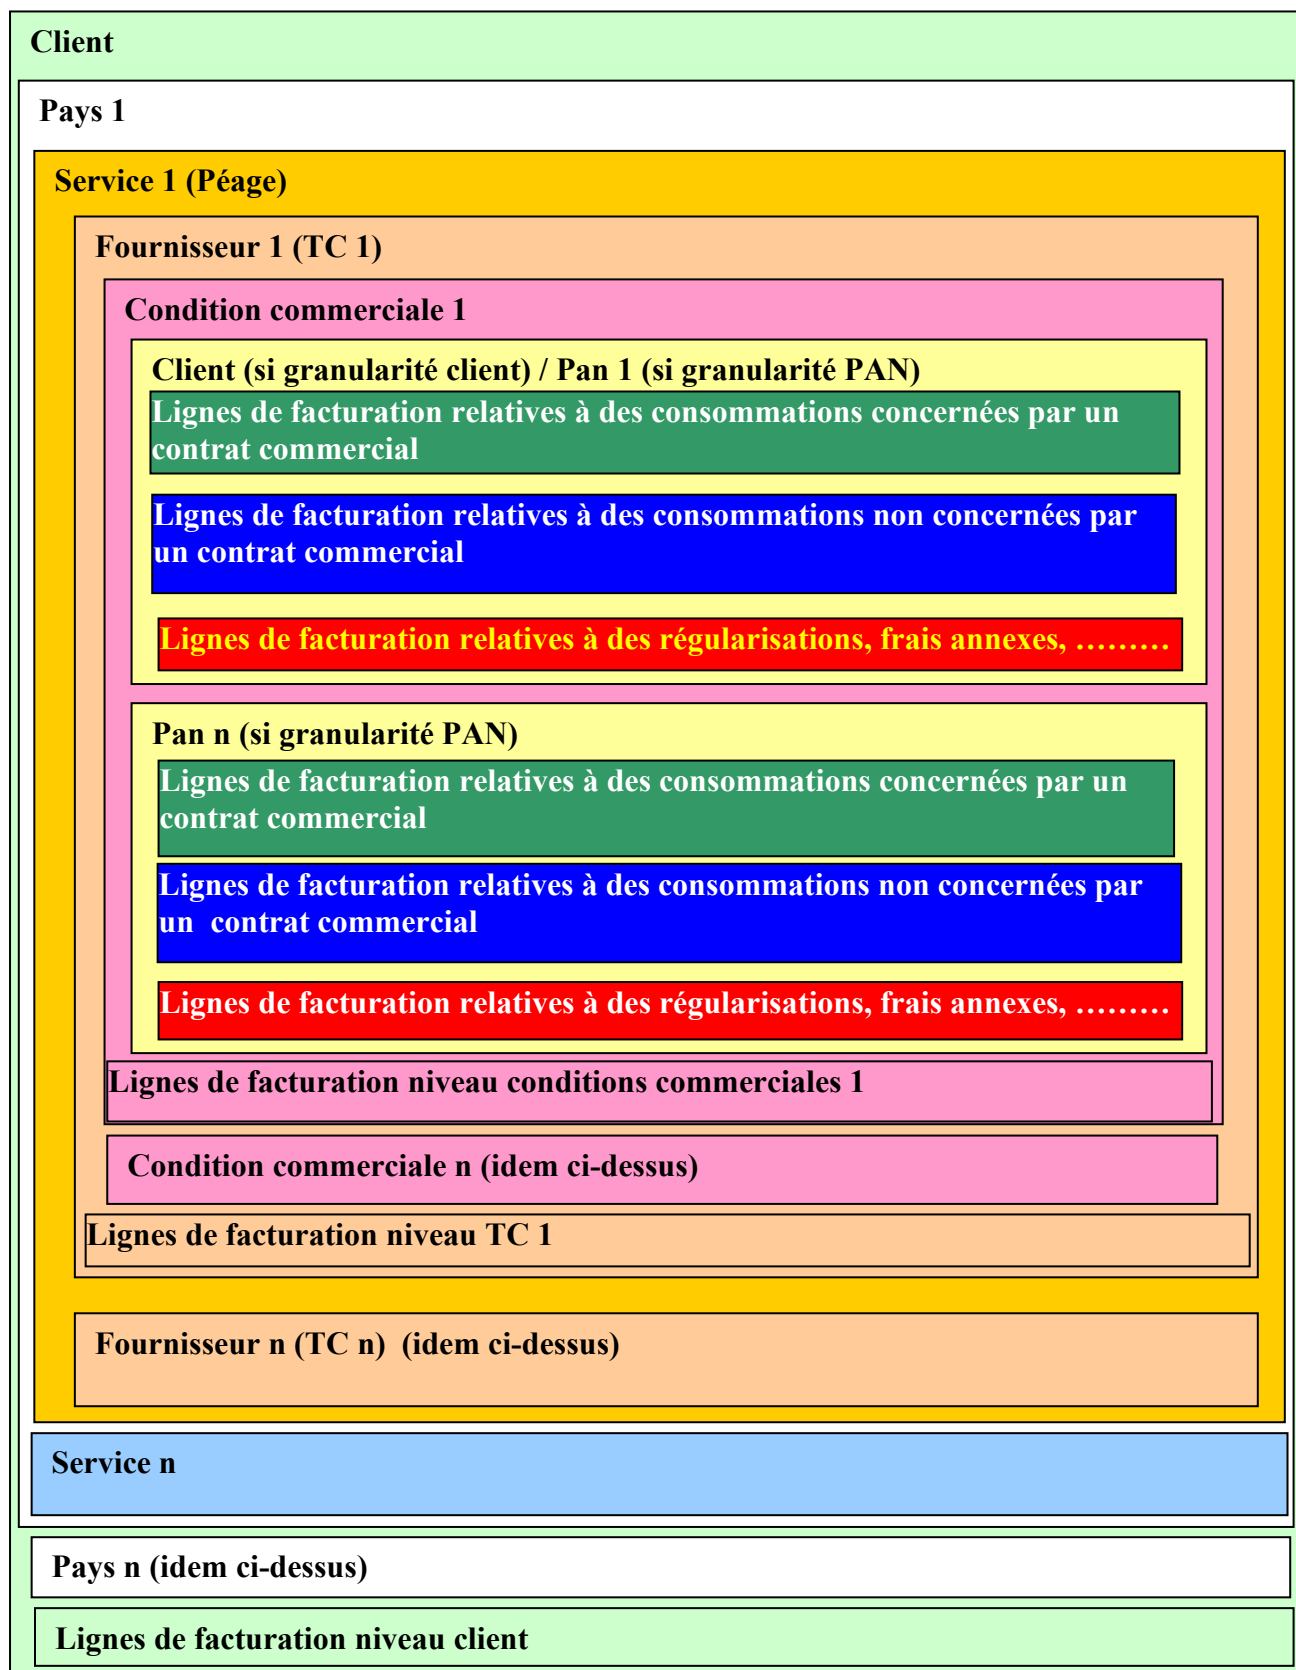 Client
Pays 1
Service 1 (Péage)
Fournisseur 1 (TC 1)
Condition commerciale 1
Client (si granularité client) / Pan 1 (si granularité PAN)
Lignes de facturation relatives à des consommations concernées par un
contrat commercial
Lignes de facturation relatives à des consommations non concernées par
un contrat commercial
Lignes de facturation relatives à des régularisations, frais annexes, ………
Pan n (si granularité PAN)
Lignes de facturation relatives à des consommations concernées par un
contrat commercial
Lignes de facturation relatives à des consommations non concernées par
un  contrat commercial
Lignes de facturation relatives à des régularisations, frais annexes, ………
Lignes de facturation niveau conditions commerciales 1
Condition commerciale n (idem ci-dessus)
Lignes de facturation niveau TC 1
Fournisseur n (TC n)  (idem ci-dessus)
Service n
Pays n (idem ci-dessus)
Lignes de facturation niveau client